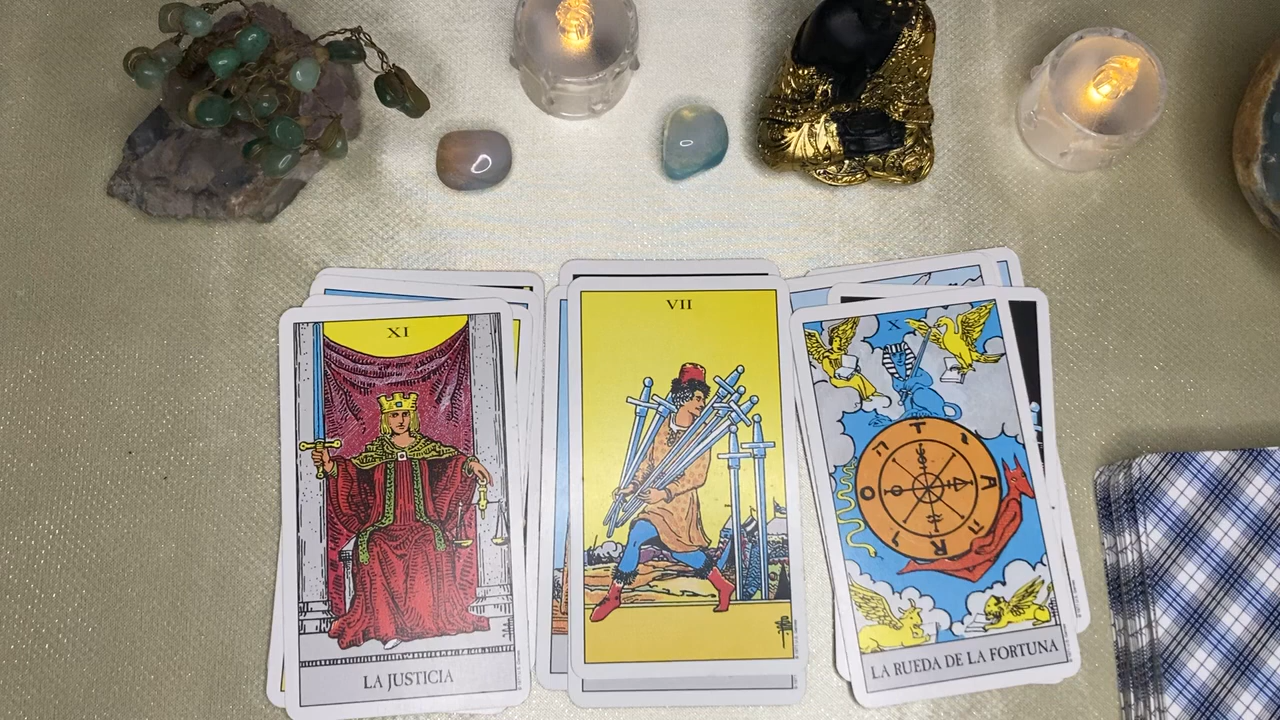 XI
LA JUSTICIA
VII
X
T
A
R
O
LA RUEDA DE LA FORTUNA